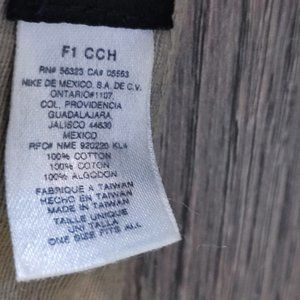 F1 CCH
RN# 56323 CA# 05553
NIKE DE MEXICO, S.A. DE C.V.
ONTARIO#1107,
COL. PROVIDENCIA
GUADALAJARA,
JALISCO 44630
MEXICO
RFC# NME 920220 KL4
100% COTTON
100% COTON
100% ALGODON
FABRIQUE A TAIWAN
HECHO EN TAIWAN
MADE IN TAIWAN
TAILLE UNIQUE
UNI TALLA
ONE SIZE FITS ALL